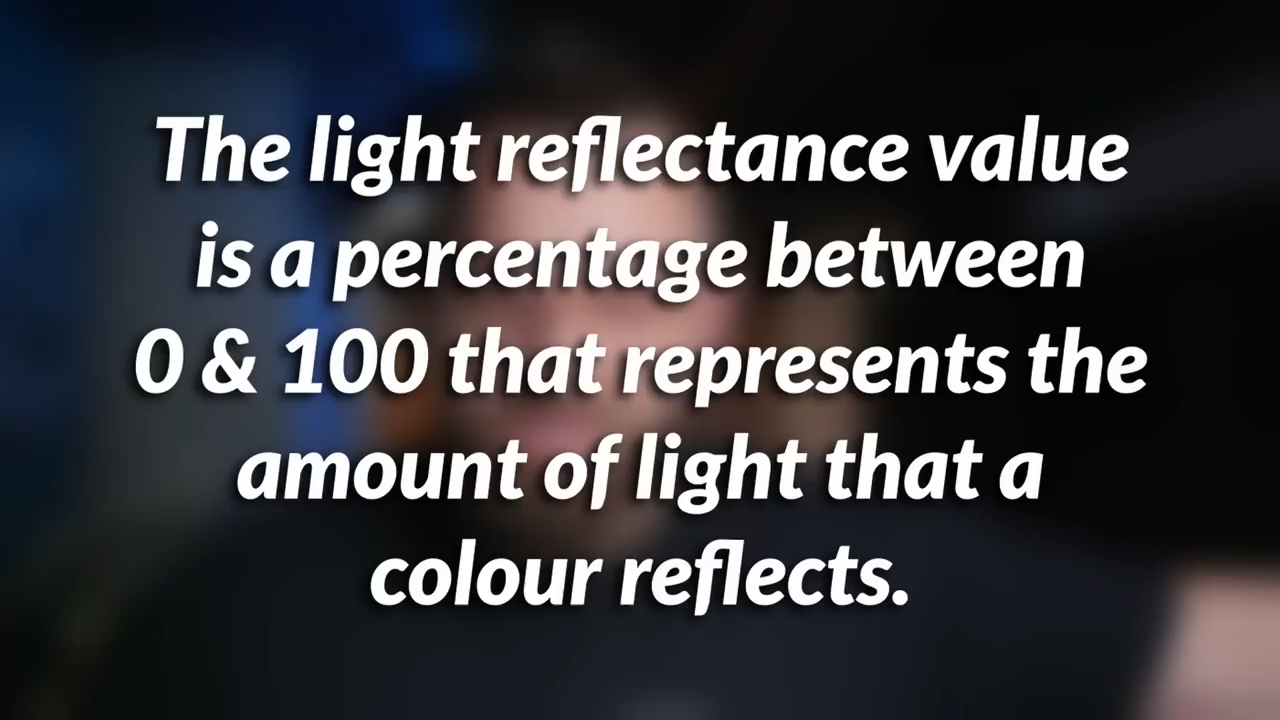 The light reflectance value
is a percentage between
0 & 100 that represents the
amount of light that a
colour reflects.